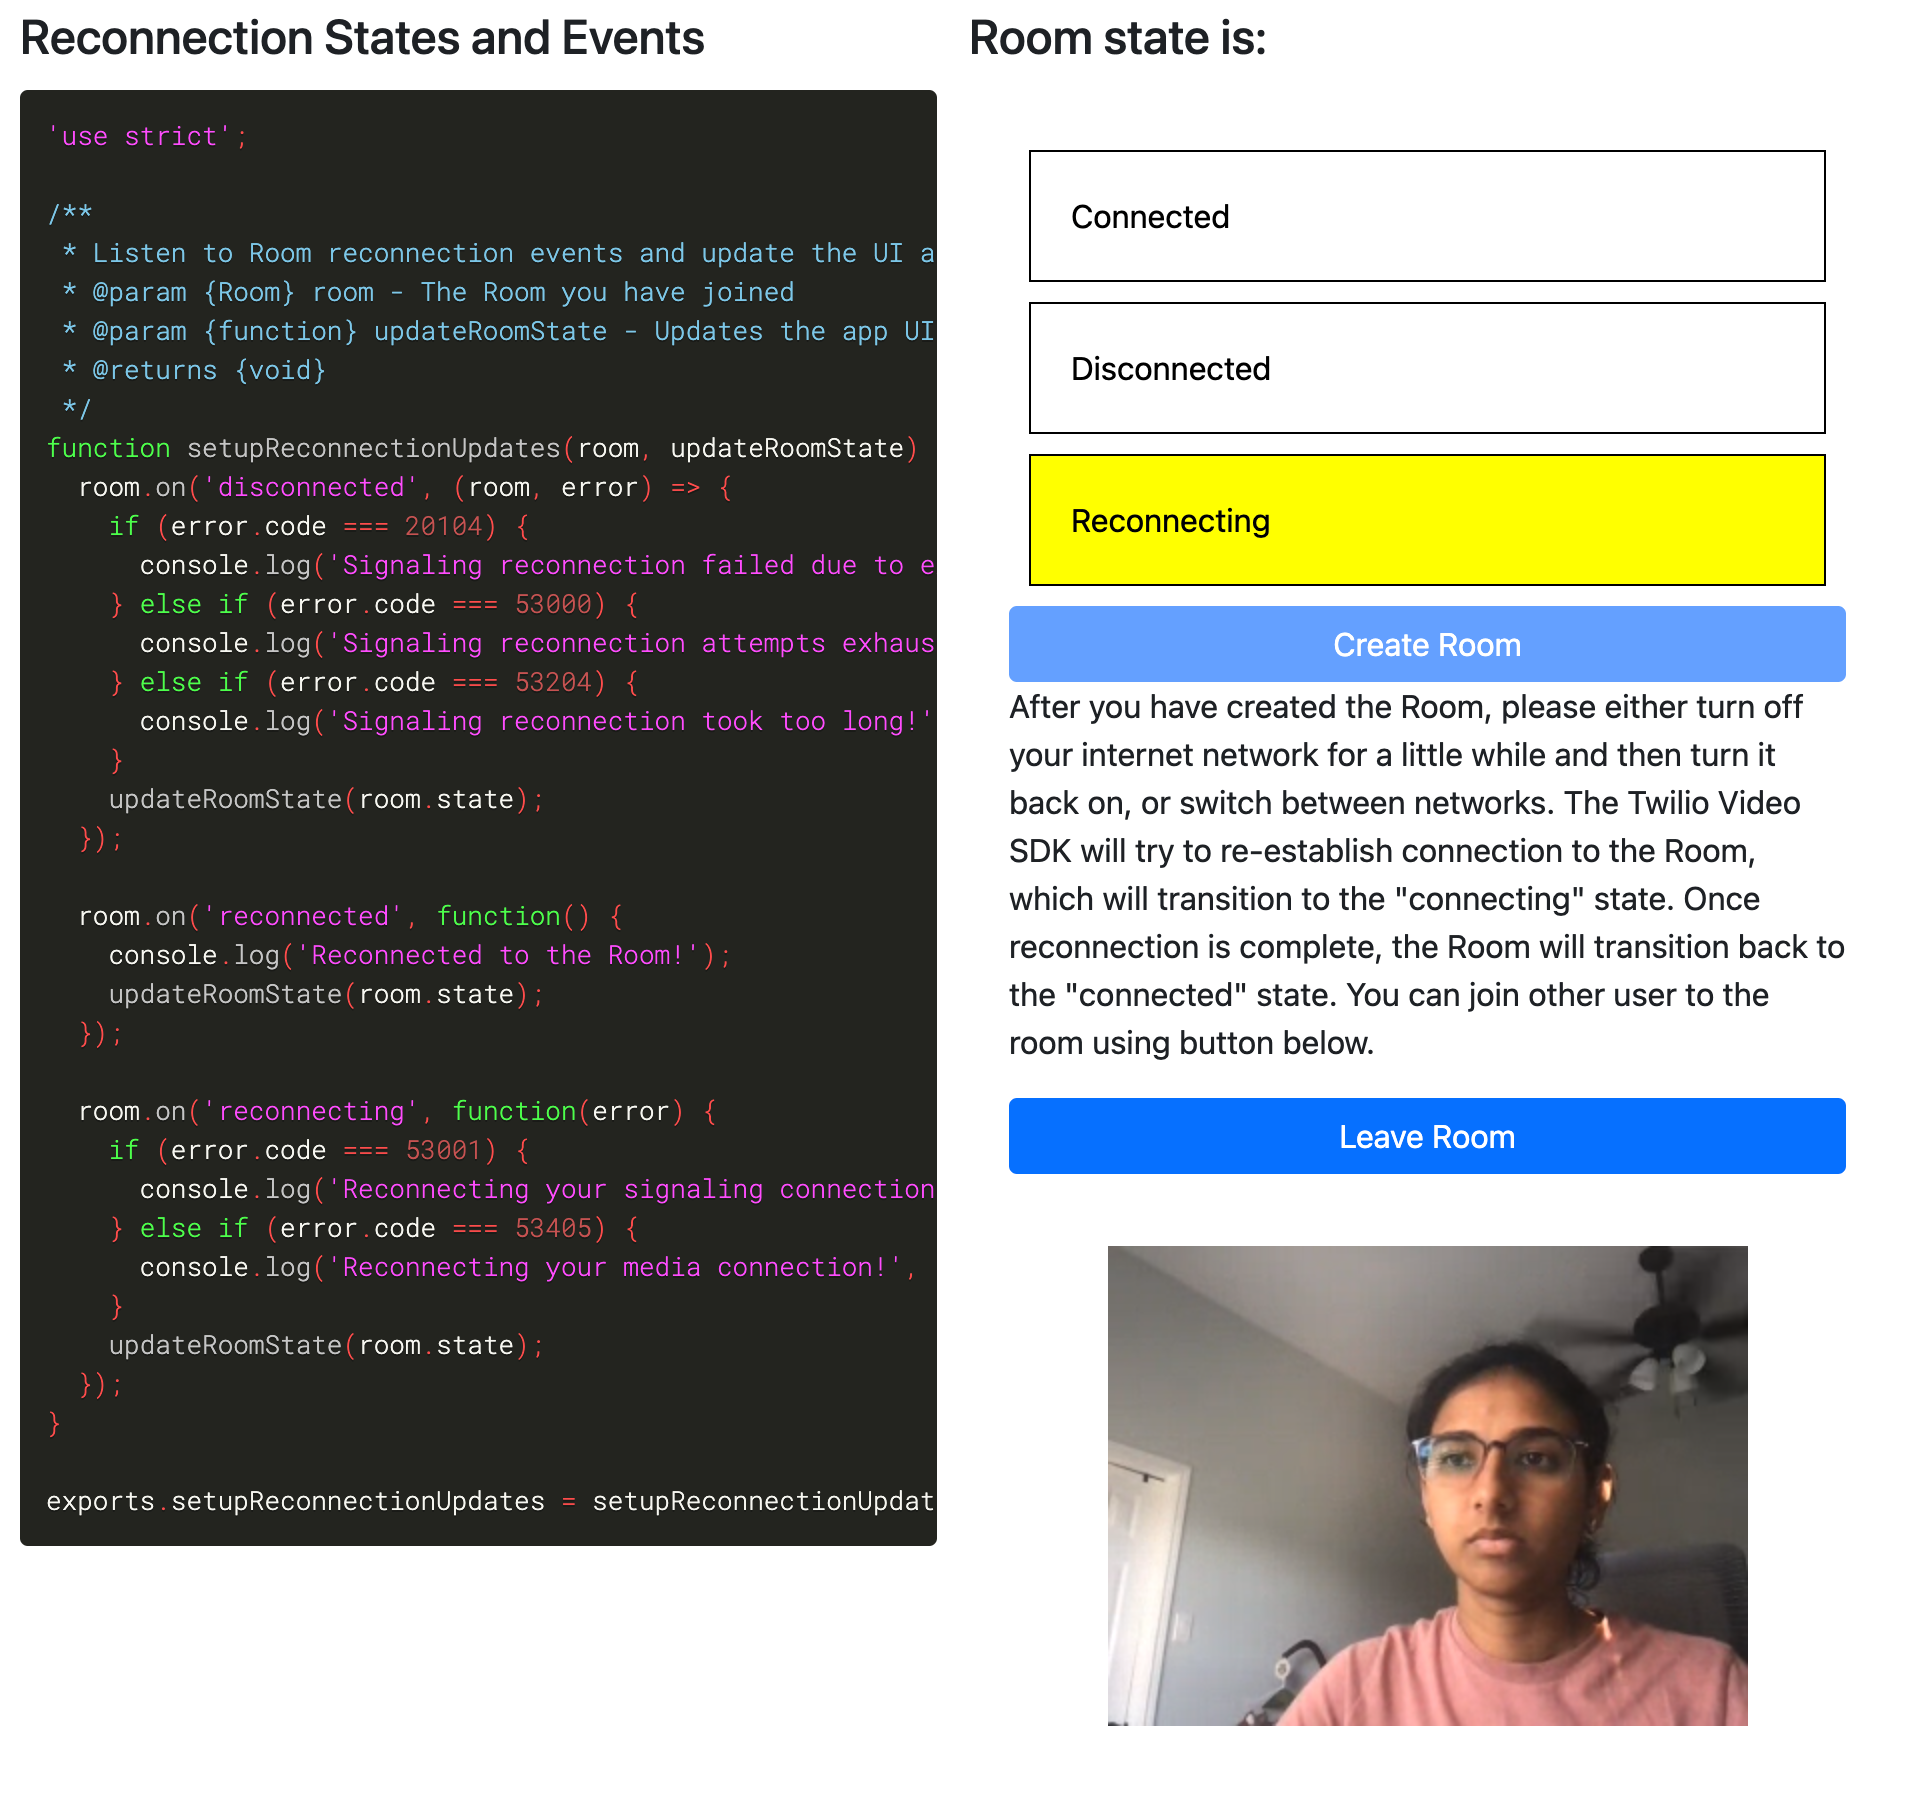 Reconnection States and Events
'use strict';
/**
 * Listen to Room reconnection events and update the UI a
 * @param {Room} room - The Room you have joined
 * @param {function} updateRoomState - Updates the app UI
 * @returns {void}
 */
function setupReconnectionUpdates(room, updateRoomState)
  room.on('disconnected', (room, error) => {
    if (error.code === 20104) {
      console.log('Signaling reconnection failed due to e
    } else if (error.code === 53000) {
      console.log('Signaling reconnection attempts exhaus
    } else if (error.code === 53204) {
      console.log('Signaling reconnection took too long!'
    }
    updateRoomState(room.state);
  });
  room.on('reconnected', function() {
    console.log('Reconnected to the Room!');
    updateRoomState(room.state);
  });
  room.on('reconnecting', function(error) {
    if (error.code === 53001) {
      console.log('Reconnecting your signaling connection
    } else if (error.code === 53405) {
      console.log('Reconnecting your media connection!',
    }
    updateRoomState(room.state);
  });
}
exports.setupReconnectionUpdates = setupReconnectionUpdat
Room state is:
Connected
Disconnected
Reconnecting
Create Room
After you have created the Room, please either turn off
your internet network for a little while and then turn it
back on, or switch between networks. The Twilio Video
SDK will try to re-establish connection to the Room,
which will transition to the "connecting" state. Once
reconnection is complete, the Room will transition back to
the "connected" state. You can join other user to the
room using button below.
Leave Room